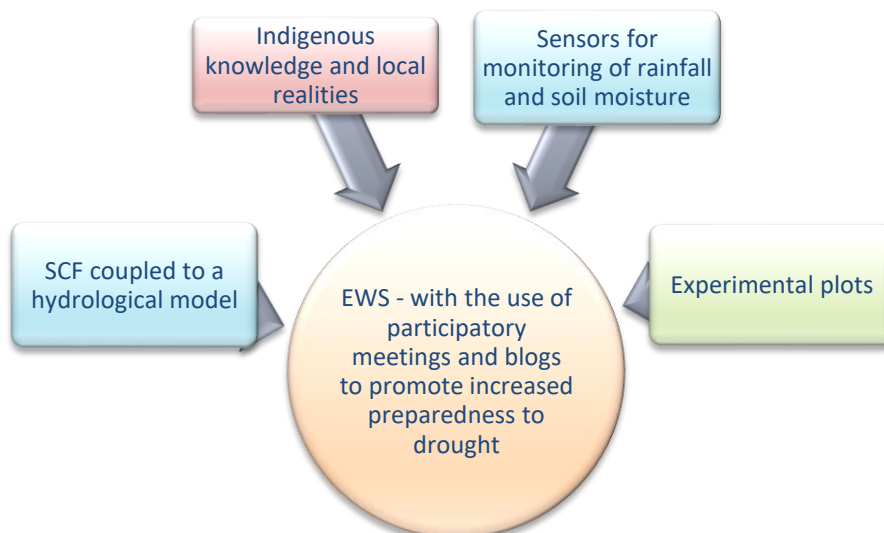 Indigenous
knowledge and local
realities
Sensors for
monitoring of rainfall
and soil moisture
SCF coupled to a
hydrological model
EWS - with the use of
participatory
meetings and blogs
to promote increased
preparedness to
drought
Experimental plots